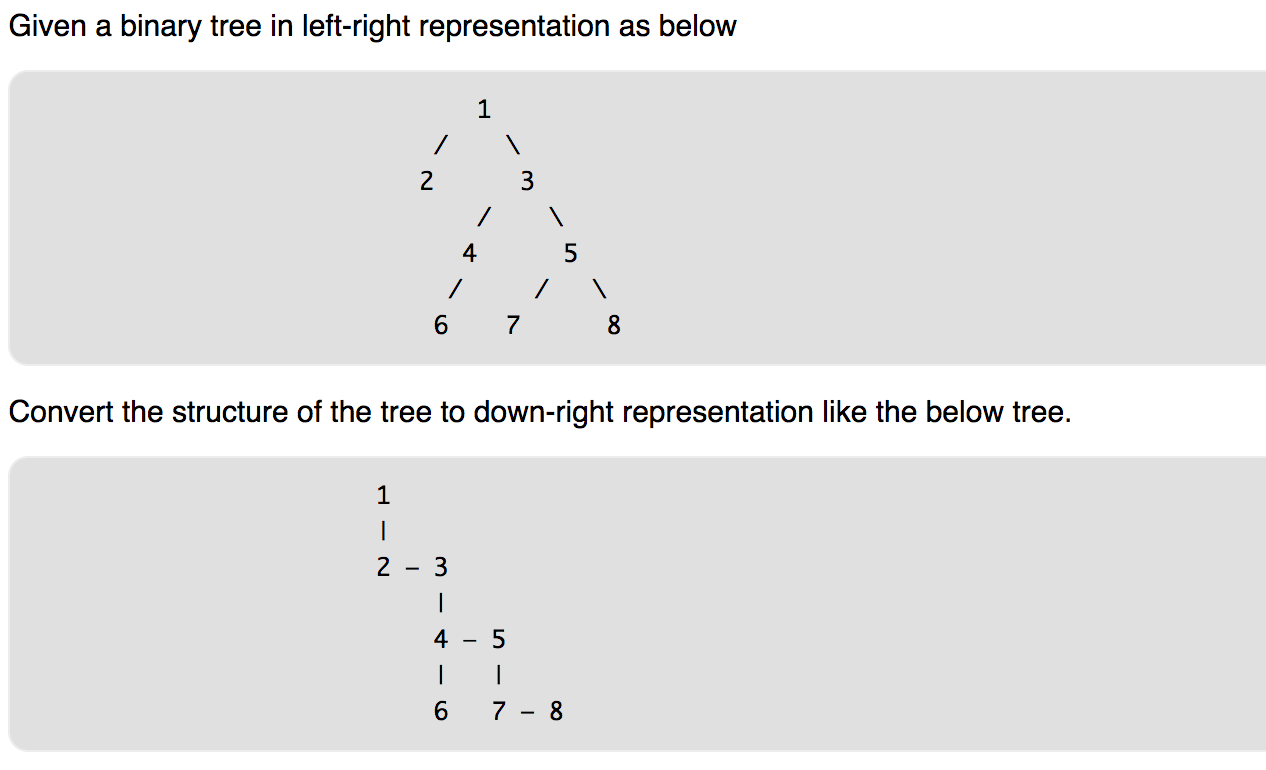 Given a binary tree in left-right representation as below
1
/ \
2 3
/ \
4 5
/ / \
6 7 8
Convert the structure of the tree to down-right representation like the below tree.
1
|
2 – 3
|
4 – 5
| |
6 7 – 8